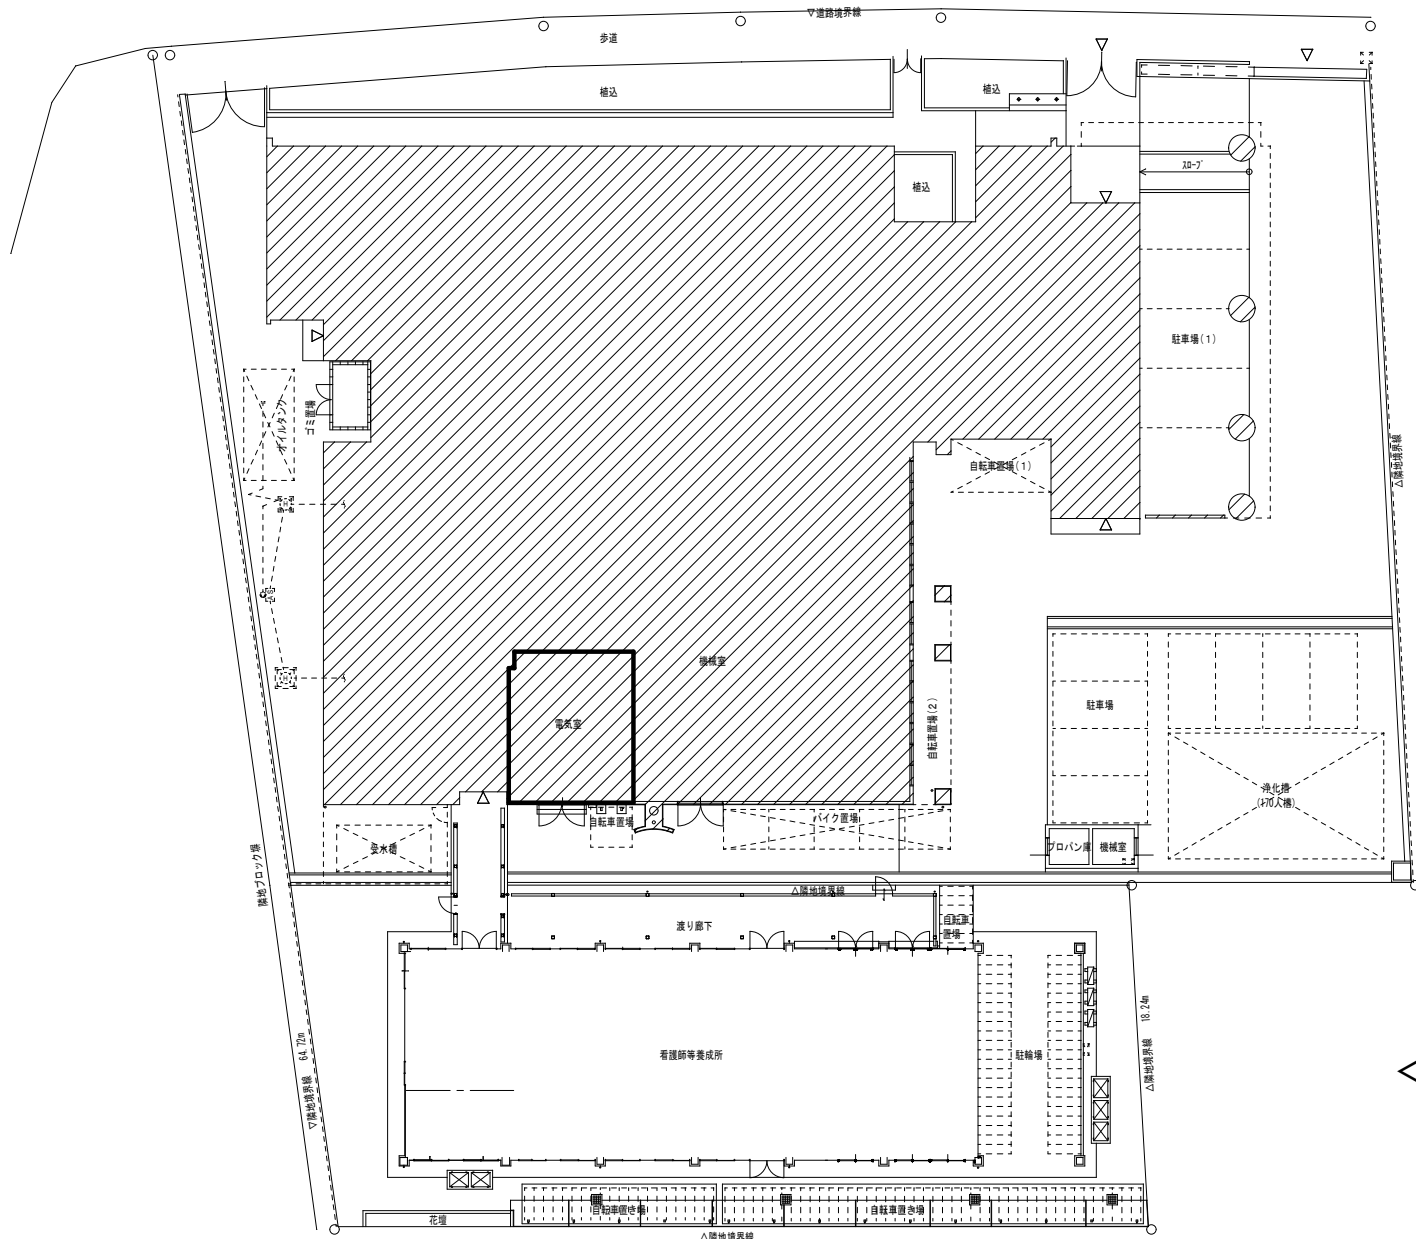 ▽道路境界線
歩道
植込
植込
植込
スロープ
駐車場(1)
オイルタンク
ゴミ置場
自転車置場(1)
△隣地境界線
機械室
電気室
自転車置場(2)
駐車場
浄化槽
(170人槽)
自転車置場
バイク置場
受水槽
プロパン庫
機械室
隣地ブロック塀
△隣地境界線
渡り廊下
自転車
置場
看護師等養成所
駐輪場
△隣地境界線 18.24m
▽隣地境界線 64.72m
自転車置き場
自転車置き場
花壇
△隣地境界線